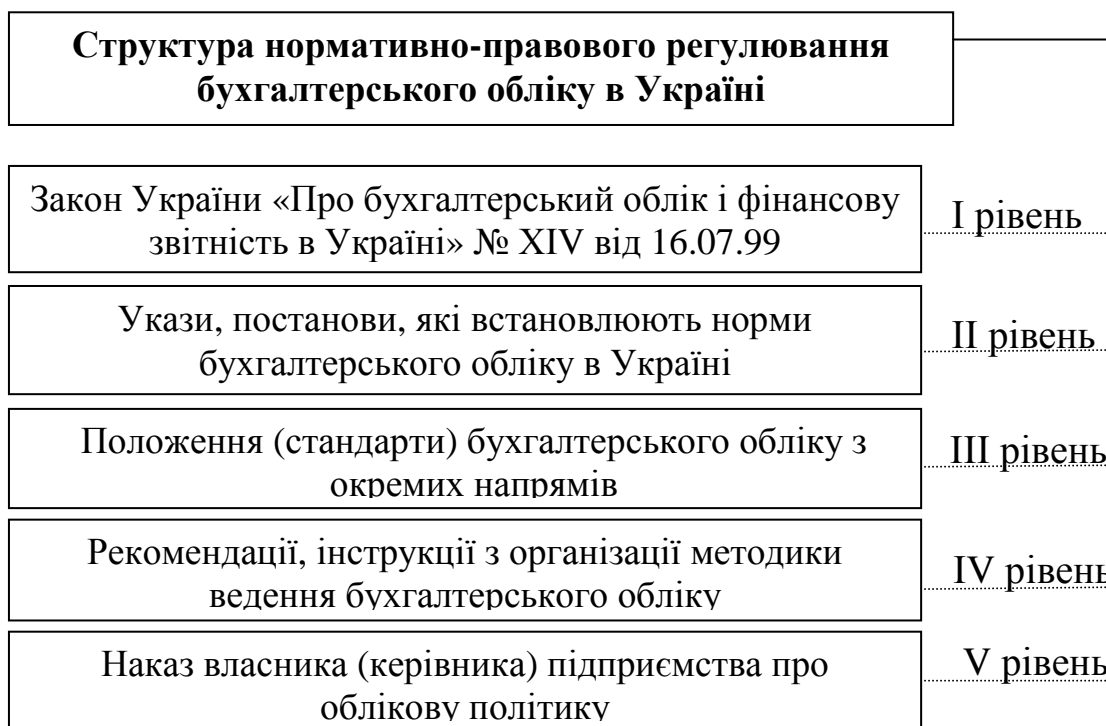 Структура нормативно-правового регулювання
бухгалтерського обліку в Україні
Закон України «Про бухгалтерський облік і фінансову
звітність в Україні» № XIV від 16.07.99
I рівень
Укази, постанови, які встановлюють норми
бухгалтерського обліку в Україні
II рівень
Положення (стандарти) бухгалтерського обліку з
окремих напрямів
III рівень
Рекомендації, інструкції з організації методики
ведення бухгалтерського обліку
IV рівень
Наказ власника (керівника) підприємства про
облікову політику
V рівень